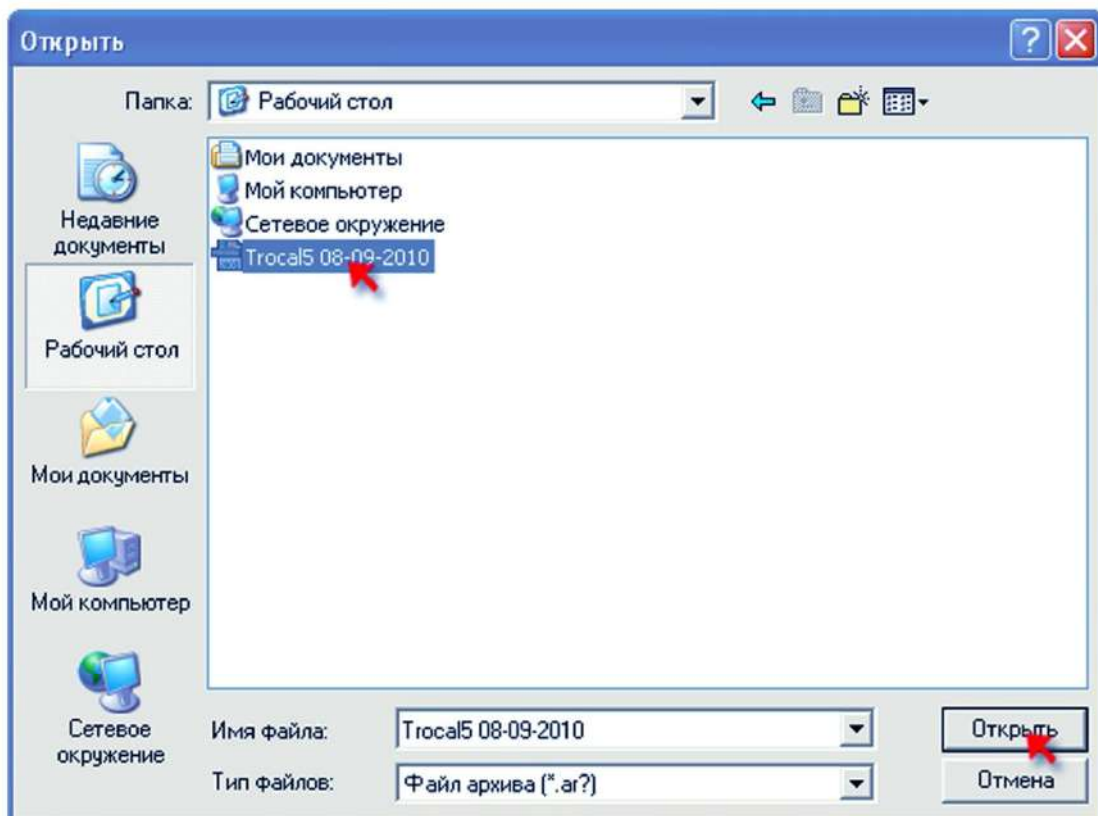 Открыть
Папка: Рабочий стол
Мои документы
Мой компьютер
Сетевое окружение
Trocal5 08-09-2010
Недавние
документы
Рабочий стол
Мои документы
Мой компьютер
Сетевое
окружение
Имя файла: Trocal5 08-09-2010 Открыть
Тип файлов: Файл архива (*.ar?) Отмена